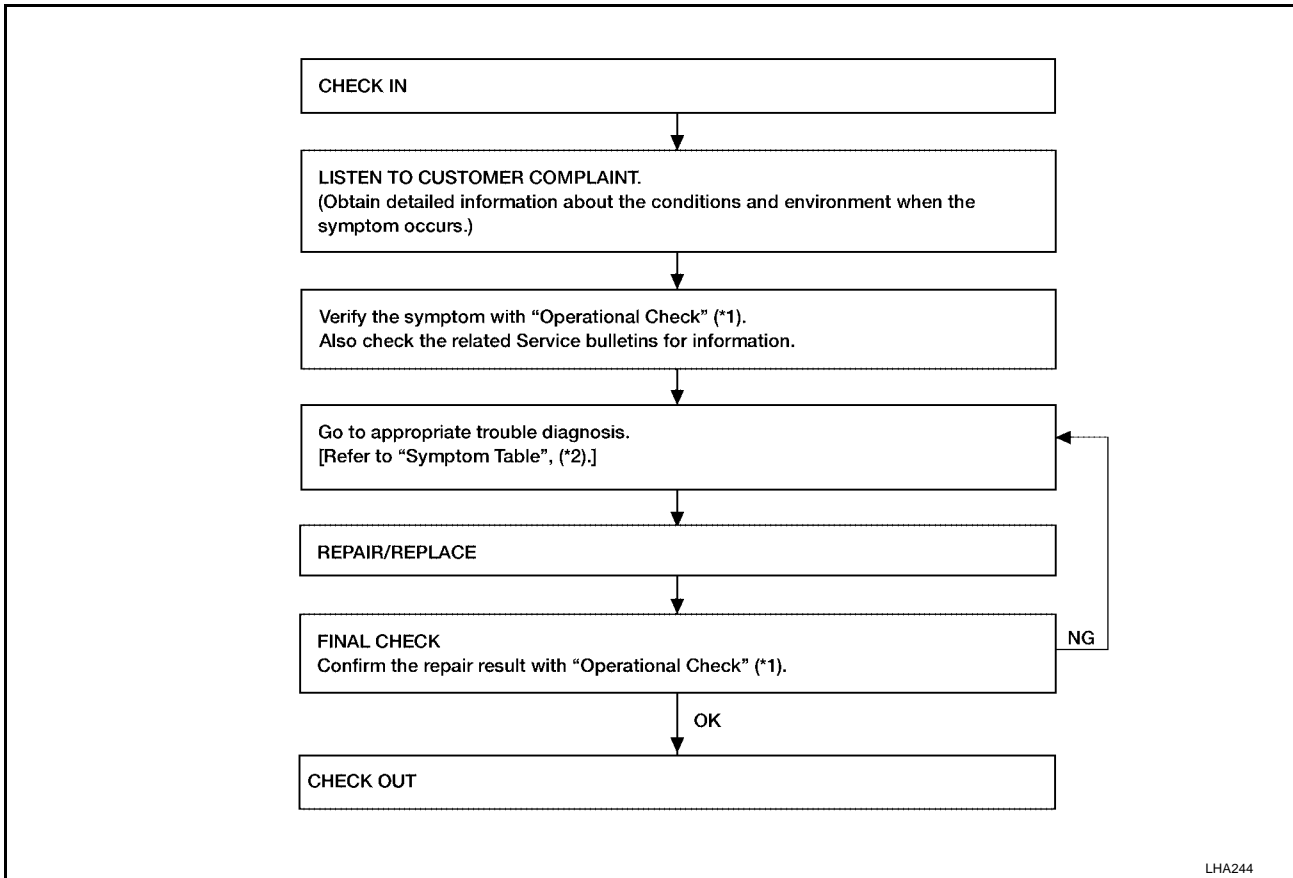 CHECK IN
LISTEN TO CUSTOMER COMPLAINT.
(Obtain detailed information about the conditions and environment when the
symptom occurs.)
Verify the symptom with “Operational Check” (*1).
Also check the related Service bulletins for information.
Go to appropriate trouble diagnosis.
[Refer to “Symptom Table”, (*2).]
REPAIR/REPLACE
FINAL CHECK
Confirm the repair result with “Operational Check” (*1).
NG
OK
CHECK OUT
LHA244